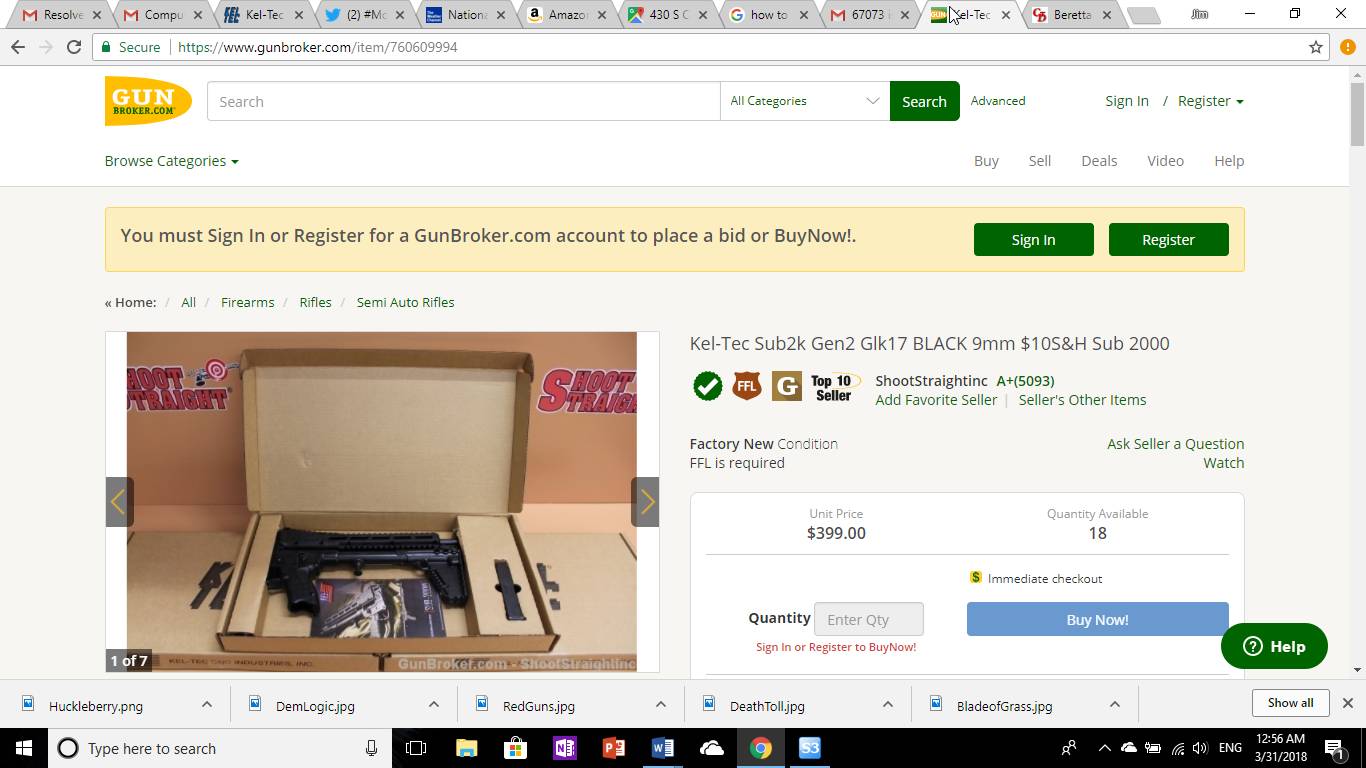 Resolve
Compu
Kel-Tec
(2) #Mc
Nationa
Amazo
430 S C
how to
67073 i
Kel-Tec
Beretta
Jim
Secure
https://www.gunbroker.com/item/760609994
GUN
BROKER.COM
Search
All Categories
Search
Advanced
Sign In / Register
Browse Categories
Buy
Sell
Deals
Video
Help
You must Sign In or Register for a GunBroker.com account to place a bid or BuyNow!.
Sign In
Register
« Home: / All / Firearms / Rifles / Semi Auto Rifles
SHOOT
STRAIGHT
SHOOT
STRAIGHT
KEL-TEC CNC INDUSTRIES, INC.
1 of 7
GunBroker.com - ShootStraightinc
Kel-Tec Sub2k Gen2 Glk17 BLACK 9mm $10S&H Sub 2000
FFL
G
Top 10
Seller
ShootStraightinc A+(5093)
Add Favorite Seller | Seller's Other Items
Factory New Condition
FFL is required
Ask Seller a Question
Watch
Unit Price
$399.00
Quantity Available
18
$ Immediate checkout
Quantity
Enter Qty
Buy Now!
Sign In or Register to BuyNow!
Help
Huckleberry.png
DemLogic.jpg
RedGuns.jpg
DeathToll.jpg
BladeofGrass.jpg
Show all
Type here to search
ENG
12:56 AM
3/31/2018
1